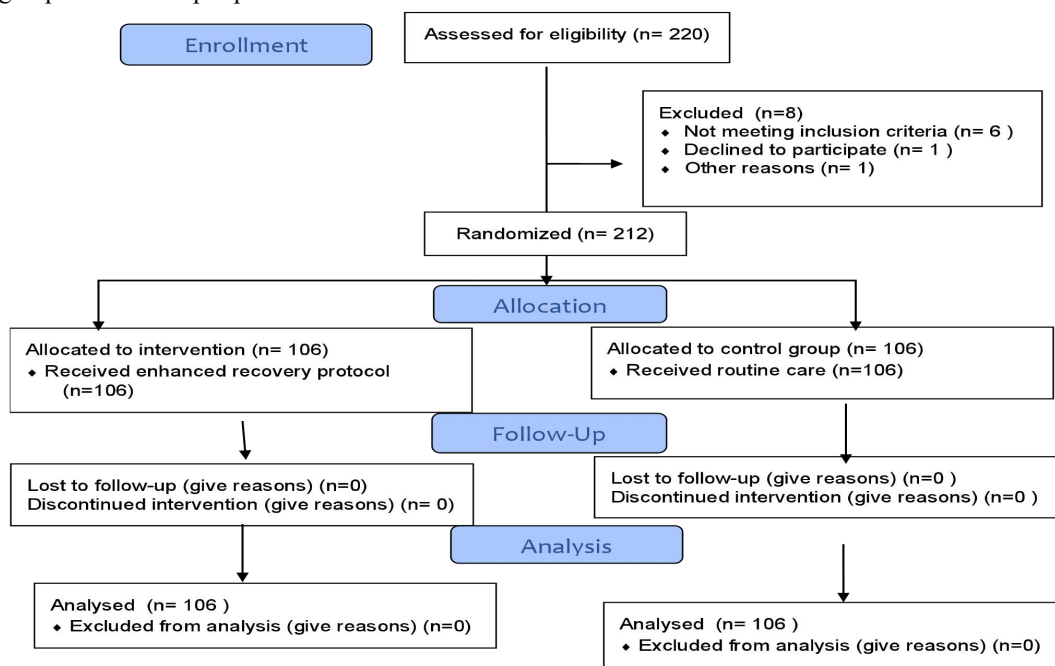 Enrollment
Assessed for eligibility (n= 220)
Excluded (n=8)
◆ Not meeting inclusion criteria (n= 6 )
◆ Declined to participate (n= 1 )
◆ Other reasons (n= 1)
Randomized (n= 212)
Allocation
Allocated to intervention (n= 106)
◆ Received enhanced recovery protocol
(n=106)
Allocated to control group (n= 106)
◆ Received routine care (n=106)
Follow-Up
Lost to follow-up (give reasons) (n=0)
Discontinued intervention (give reasons) (n= 0)
Lost to follow-up (give reasons) (n=0 )
Discontinued intervention (give reasons) (n=0 )
Analysis
Analysed (n= 106 )
◆ Excluded from analysis (give reasons) (n=0)
Analysed (n= 106 )
◆ Excluded from analysis (give reasons) (n=0)